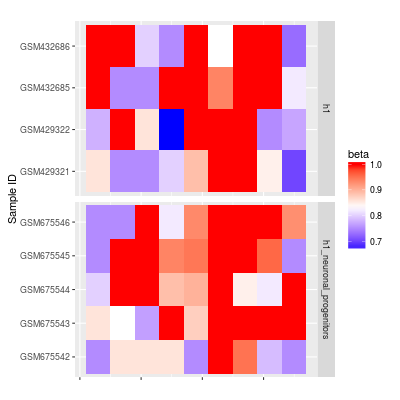 GSM432686
GSM432685
GSM429322
GSM429321
h1
GSM675546
GSM675545
GSM675544
GSM675543
GSM675542
h1_neuronal_progenitors
Sample ID
beta
1.0
0.9
0.8
0.7